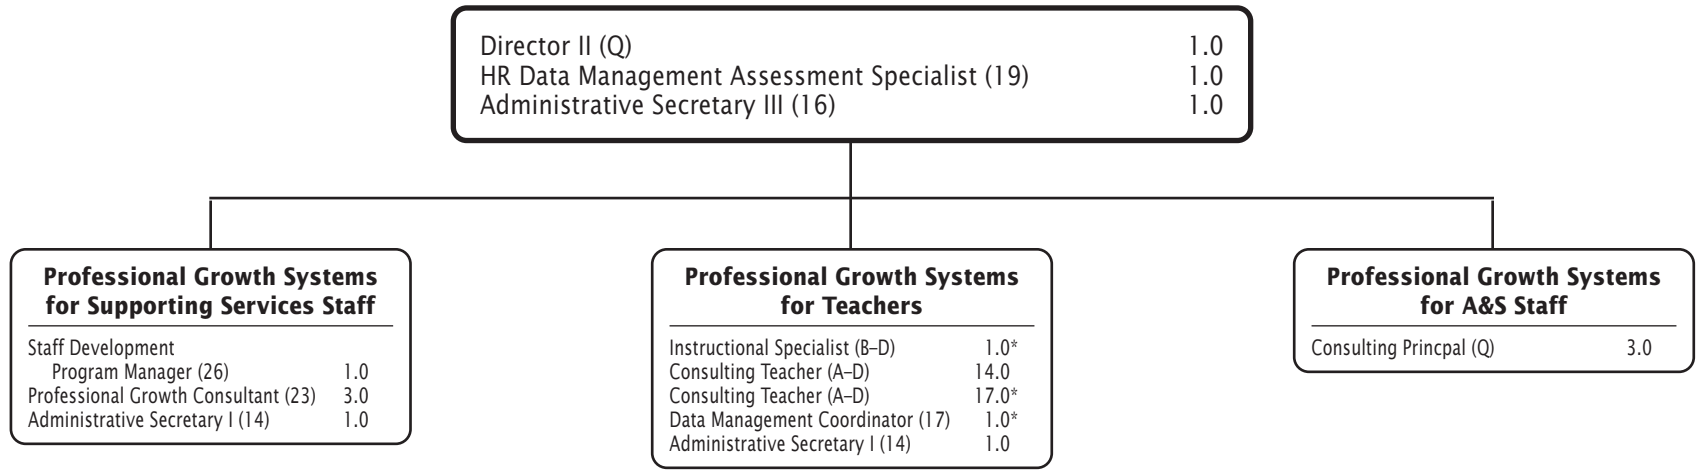 Director II (Q) 1.0
HR Data Management Assessment Specialist (19) 1.0
Administrative Secretary III (16) 1.0
Professional Growth Systems
for Supporting Services Staff
Staff Development
Program Manager (26) 1.0
Professional Growth Consultant (23) 3.0
Administrative Secretary I (14) 1.0
Professional Growth Systems
for Teachers
Instructional Specialist (B–D) 1.0*
Consulting Teacher (A–D) 14.0
Consulting Teacher (A–D) 17.0*
Data Management Coordinator (17) 1.0*
Administrative Secretary I (14) 1.0
Professional Growth Systems
for A&S Staff
Consulting Princpal (Q) 3.0